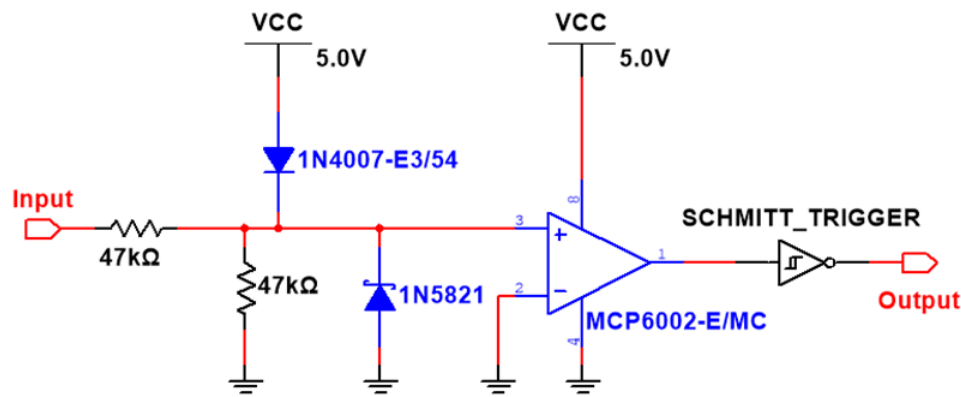 VCC
5.0V
VCC
5.0V
1N4007-E3/54
Input
47kΩ
47kΩ
1N5821
3
2
+
−
8
1
4
MCP6002-E/MC
SCHMITT_TRIGGER
Output